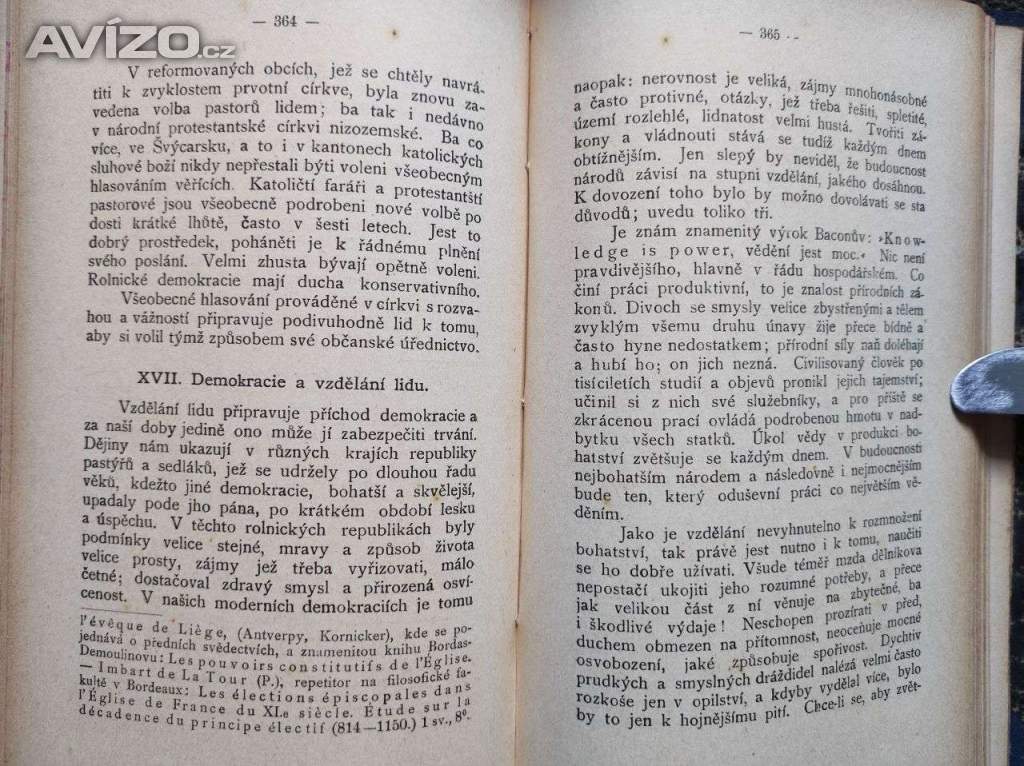 AVÍZO.cz
— 364 —
V reformovaných obcích, jež se chtěly navrá-
titi k zvyklostem prvotní církve, byla znovu za-
vedena volba pastorů lidem; ba tak i nedávno
v národní protestantské církvi nizozemské. Ba co
více, ve Švýcarsku, a to i v kantonech katolických
sluhové boží nikdy nepřestali býti voleni všeobecným
hlasováním věřících. Katoličtí faráři a protestantští
pastorové jsou všeobecně podrobeni nové volbě po
dosti krátké lhůtě, často v šesti letech. Jest to
dobrý prostředek, poháněti je k řádnému plnění
svého poslání. Velmi zhusta bývají opětně voleni.
Rolnické demokracie mají ducha konservativního.
Všeobecné hlasování prováděné v církvi s rozva-
hou a vážností připravuje podivuhodně lid k tomu,
aby si volil týmž způsobem své občanské úřednictvo.
XVII. Demokracie a vzdělání lidu.
Vzdělání lidu připravuje příchod demokracie a
za naší doby jedině ono může jí zabezpečiti trvání.
Dějiny nám ukazují v různých krajích republiky
pastýřů a sedláků, jež se udržely po dlouhou řadu
věků, kdežto jiné demokracie, bohatší a skvělejší,
upadaly pode jho pána, po krátkém období lesku
a úspěchu. V těchto rolnických republikách byly
podmínky velice stejné, mravy a způsob života
velice prosty, zájmy jež třeba vyřizovati, málo
četné; dostačoval zdravý smysl a přirozená osví-
cenost. V našich moderních demokraciích je tomu
l'évêque de Liège, (Antverpy, Kornicker), kde se po-
jednává o předních svědectvích, a znamenitou knihu Bordas-
Demoulinovu: Les pouvoirs constitutifs de l'Église.
— Imbart de La Tour (P.), repetitor na filosofické fa-
kultě v Bordeaux: Les élections épiscopales dans
l'Église de France du XLe siècle. Étude sur la
décadence du principe électif (814—1150.) 1 sv., 8⁰.
— 365 —
naopak: nerovnost je veliká, zájmy mnohonásobné
a často protivné, otázky, jež třeba řešiti, spletité,
území rozlehlé, lidnatost velmi hustá. Tvořiti zá-
kony a vládnouti stává se tudíž každým dnem
obtížnějším. Jen slepý by neviděl, že budoucnost
národů závisí na stupni vzdělání, jakého dosáhnou.
K dovození toho bylo by možno dovolávati se sta
důvodů; uvedu toliko tři.
Je znám znamenitý výrok Baconův: »Know-
ledge is power, vědění jest moc.« Nic není
pravdivějšího, hlavně v řádu hospodářském. Co
činí práci produktivní, to je znalost přírodních zá-
konů. Divoch se smysly velice zbystřenými a tělem
zvyklým všemu druhu únavy žije přece bídně a
často hyne nedostatkem; přírodní síly naň doléhají
a hubí ho; on jich nezná. Civilisovaný člověk po
tisíciletích studií a objevů pronikl jejich tajemství;
učinil si z nich své služebníky, a pro příště se
zkrácenou prací ovládá podrobenou hmotu v nad-
bytku všech statků. Úkol vědy v produkci bo-
hatství zvětšuje se každým dnem. V budoucnosti
nejbohatším národem a následovně i nejmocnějším
bude ten, který oduševní práci co největším vě-
děním.
Jako je vzdělání nevyhnutelno k rozmnožení
bohatství, tak právě jest nutno i k tomu, naučiti
se ho dobře užívati. Všude téměř mzda dělníkova
nepostačí ukojiti jeho rozumné potřeby, a přece
jak velikou část z ní věnuje na zbytečné, ba
i škodlivé výdaje! Neschopen prozírati v před,
duchem obmezen na přítomnost, neoceňuje mocné
osvobození, jaké způsobuje spořivost. Dychtiv
prudkých a smyslných dráždidel nalézá velmi často
rozkoše jen v opilství, a kdyby vydělal více, bylo
by to jen k hojnějšímu pití. Chce-li se, aby zvět-